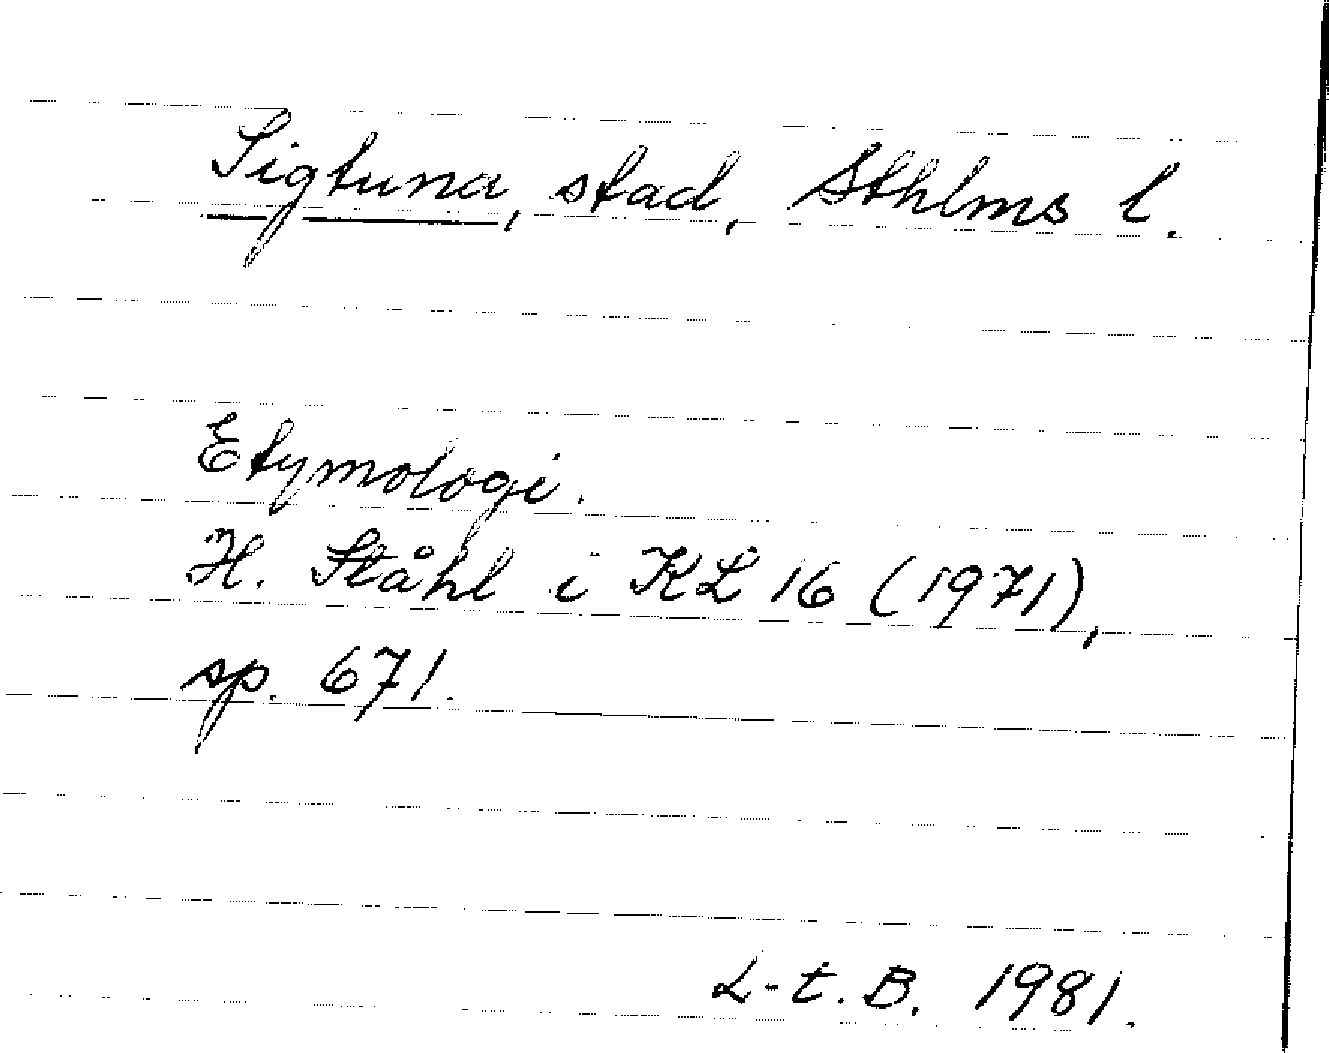 Sigtuna, stad, Sthlms l.
Etymologi.
H. Ståhl i KL 16 (1971),
sp. 671.
L-t. B. 1981.